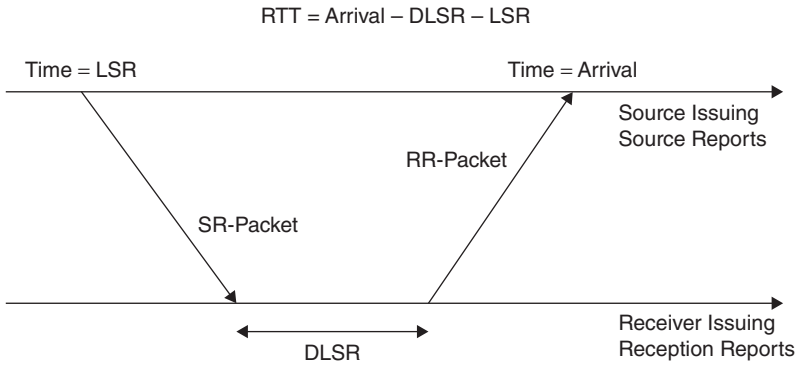 RTT = Arrival – DLSR – LSR
Time = LSR
Time = Arrival
Source Issuing
Source Reports
RR-Packet
SR-Packet
Receiver Issuing
Reception Reports
DLSR